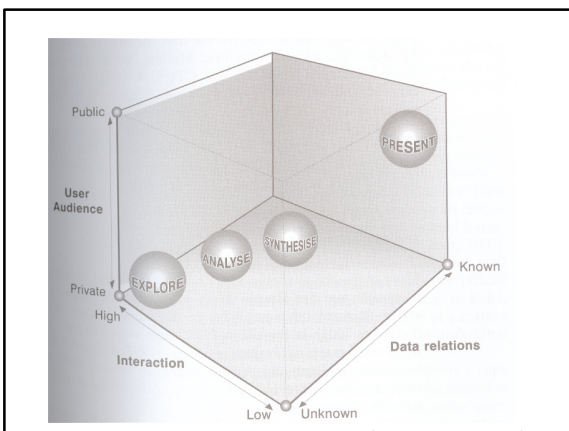 Public
PRESENT
User
Audience
SYNTHESISE
ANALYSE
EXPLORE
Private
High
Known
Interaction
Data relations
Low
Unknown